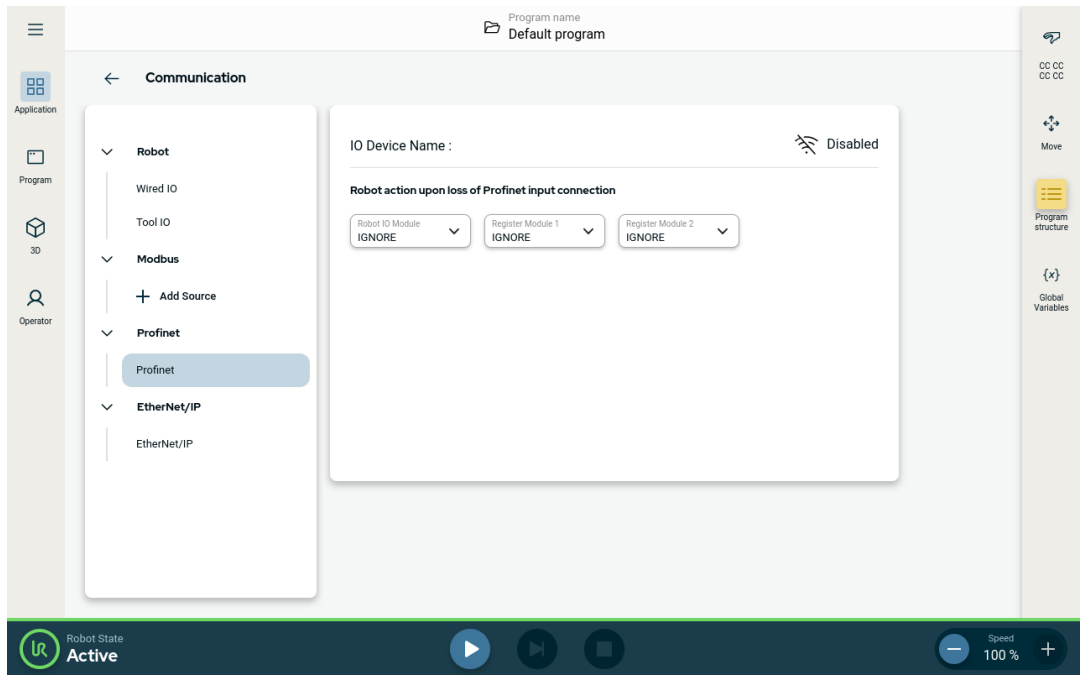 Program name
Default program
Communication
Application
Program
3D
Operator
Robot
Wired IO
Tool IO
Modbus
Add Source
Profinet
Profinet
EtherNet/IP
EtherNet/IP
IO Device Name :
Disabled
Robot action upon loss of Profinet input connection
Robot IO Module
IGNORE
Register Module 1
IGNORE
Register Module 2
IGNORE
CC CC
CC CC
Move
Program
structure
{x}
Global
Variables
UR
Robot State
Active
Speed
100 %